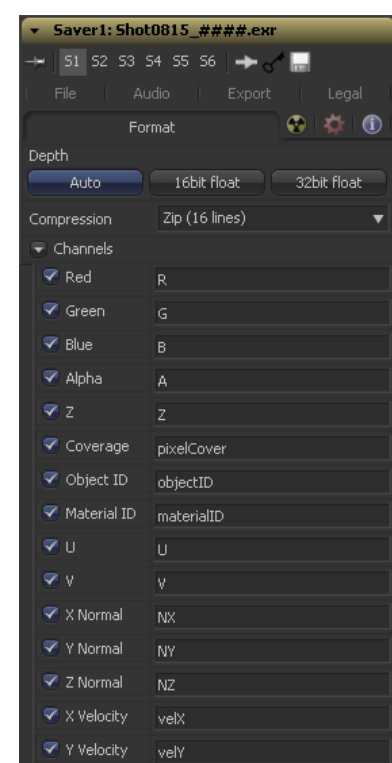 Saver1: Shot0815_####.exr
S1 S2 S3 S4 S5 S6
File Audio Export Legal
Format
Depth
Auto 16bit float 32bit float
Compression Zip (16 lines)
Channels
Red R
Green G
Blue B
Alpha A
Z Z
Coverage pixelCover
Object ID objectID
Material ID materialID
U U
V V
X Normal NX
Y Normal NY
Z Normal NZ
X Velocity velX
Y Velocity velY